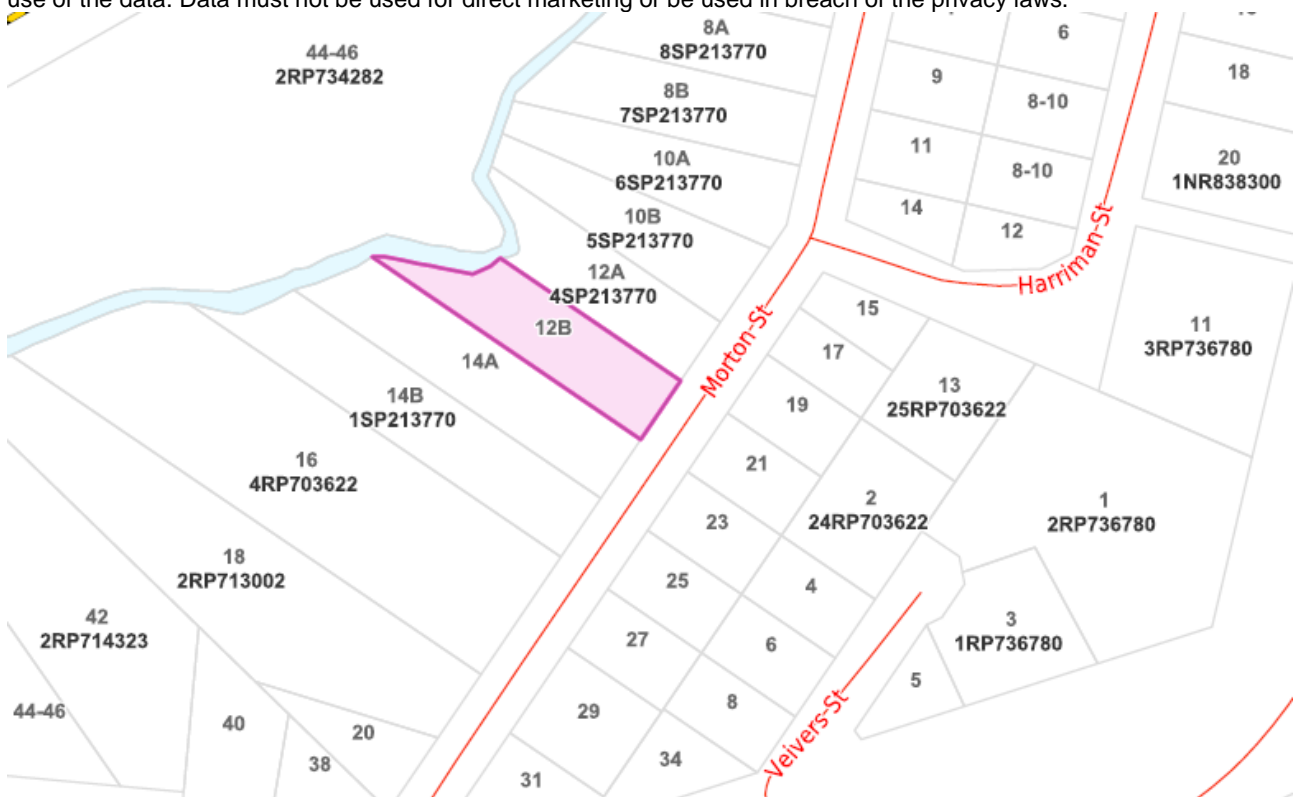 use of the data. Data must not be used for direct marketing or be used in breach of the privacy laws.
44-46
2RP734282
8A
8SP213770
8B
7SP213770
10A
6SP213770
10B
5SP213770
12A
4SP213770
12B
14A
14B
1SP213770
16
4RP703622
18
2RP713002
42
2RP714323
44-46
40
38
20
6
9
8-10
11
8-10
14
12
18
20
1NR838300
Harriman-St
Morton-St
11
3RP736780
15
17
13
25RP703622
19
21
2
24RP703622
1
2RP736780
23
25
4
3
1RP736780
27
6
5
29
8
34
31
Veivers-St